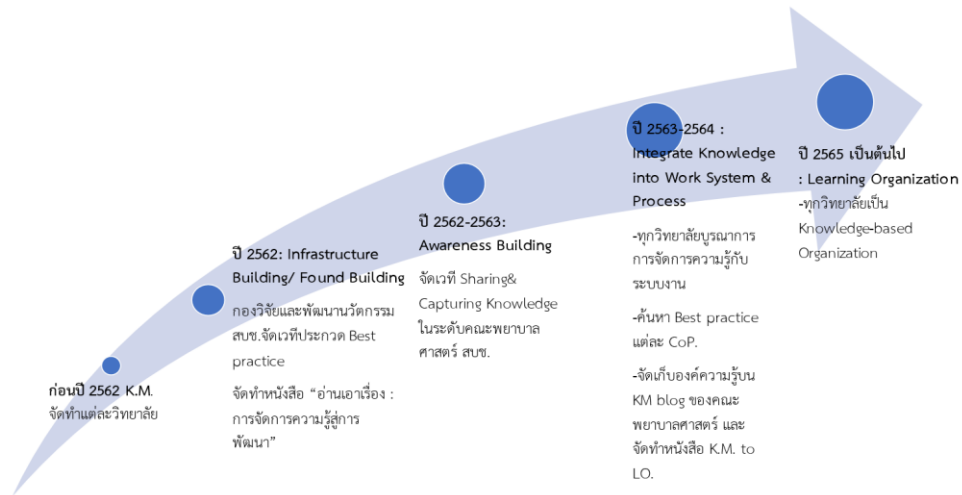 ก่อนปี 2562 K.M.
จัดทำแต่ละวิทยาลัย
ปี 2562: Infrastructure
Building/ Found Building
กองวิจัยและพัฒนานวัตกรรม
สบช.จัดเวทีประกวด Best
practice
จัดทำหนังสือ “อ่านเอาเรื่อง :
การจัดการความรู้สู่การ
พัฒนา”
ปี 2562-2563:
Awareness Building
จัดเวที Sharing&
Capturing Knowledge
ในระดับคณะพยาบาล
ศาสตร์ สบช.
ปี 2563-2564 :
Integrate Knowledge
into Work System &
Process
-ทุกวิทยาลัยบูรณาการ
การจัดการความรู้กับ
ระบบงาน
-ค้นหา Best practice
แต่ละ CoP.
-จัดเก็บองค์ความรู้บน
KM blog ของคณะ
พยาบาลศาสตร์ และ
จัดทำหนังสือ K.M. to
LO.
ปี 2565 เป็นต้นไป
: Learning Organization
-ทุกวิทยาลัยเป็น
Knowledge-based
Organization